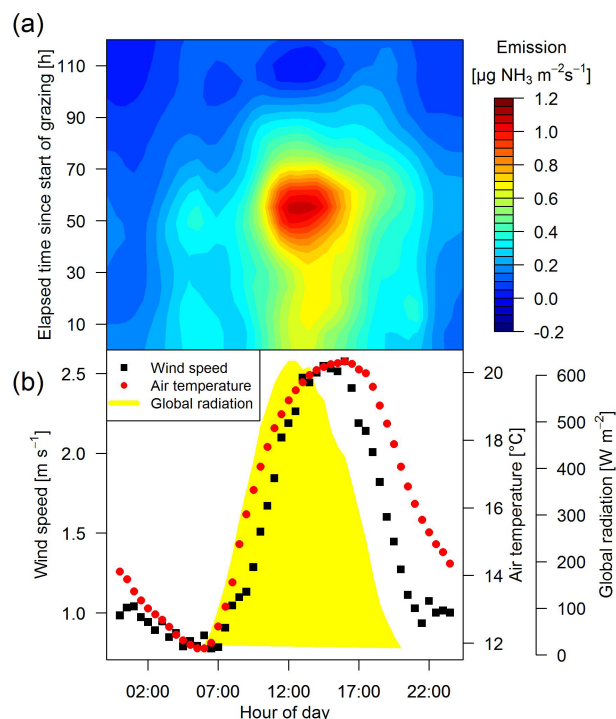 (a)
Emission
[µg NH₃ m⁻²s⁻¹]
Elapsed time since start of grazing [h]
110
90
70
50
30
10
0
1.2
1.0
0.8
0.6
0.4
0.2
0.0
-0.2
(b)
Wind speed
Air temperature
Global radiation
Wind speed [m s⁻¹]
2.5
2.0
1.5
1.0
20
18
16
14
12
Air temperature [°C]
600
500
400
300
200
100
0
Global radiation [W m⁻²]
02:00 07:00 12:00 17:00 22:00
Hour of day